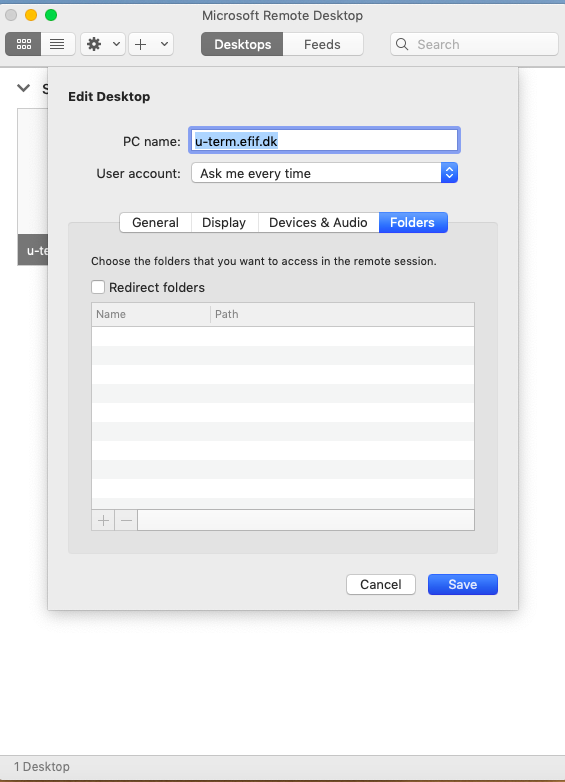 Microsoft Remote Desktop
Desktops Feeds Search
S
Edit Desktop
PC name: u-term.efif.dk
User account: Ask me every time
General Display Devices & Audio Folders
u-te
Choose the folders that you want to access in the remote session.
Redirect folders
Name Path
Cancel Save
1 Desktop